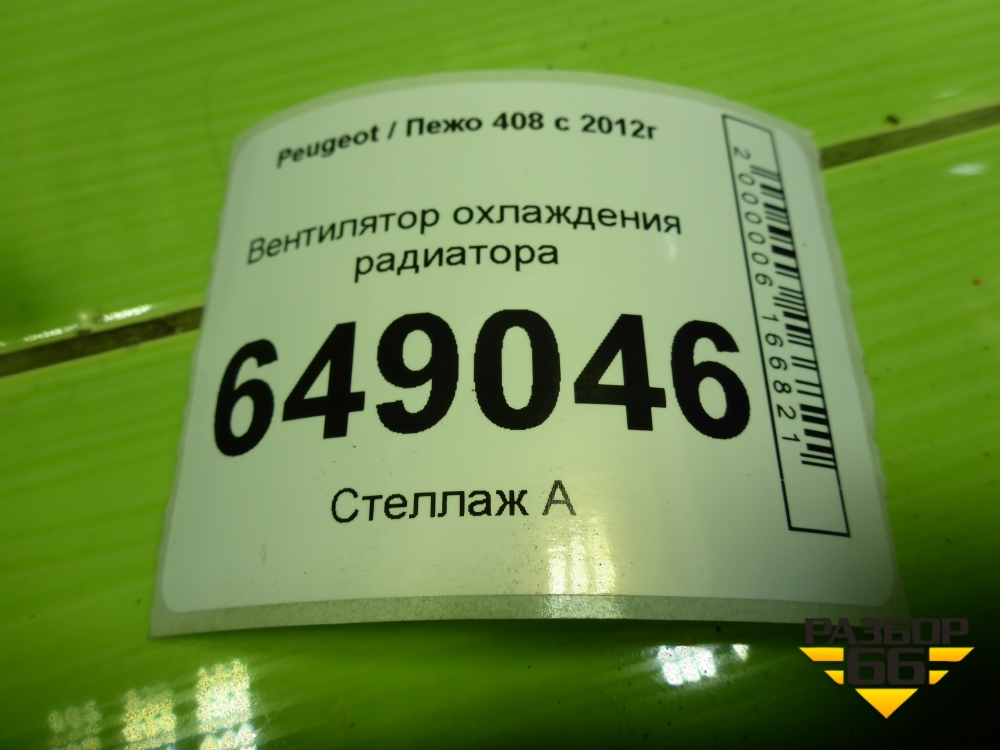 Peugeot / Пежо 408 с 2012г
Вентилятор охлаждения
радиатора
649046
Стеллаж А
2000006166821
РАЗБОР
66